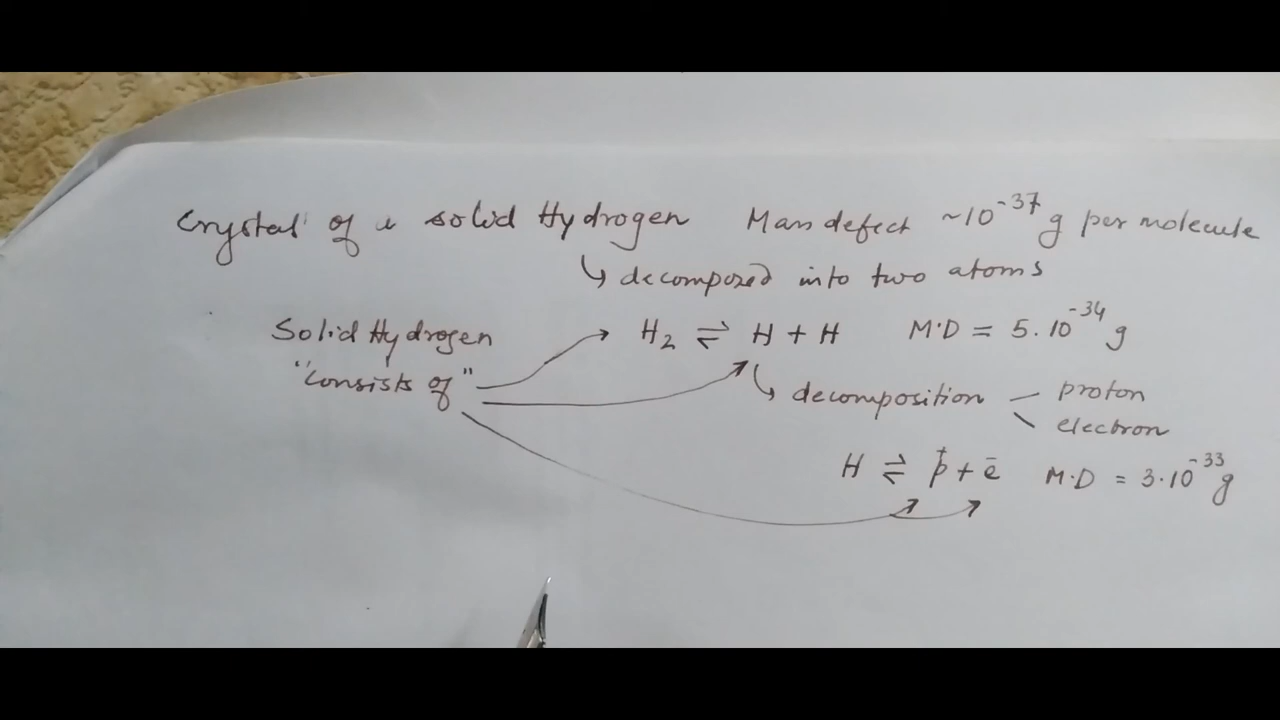 Crystal of a solid Hydrogen Mass defect ~10⁻³⁷ g per molecule
↳ decomposed into two atoms
Solid Hydrogen H₂ ⇌ H + H M.D = 5.10⁻³⁴ g
"consists of"
↳ decomposition — proton
electron
H ⇌ p⁺ + e⁻ M.D = 3.10⁻³³ g